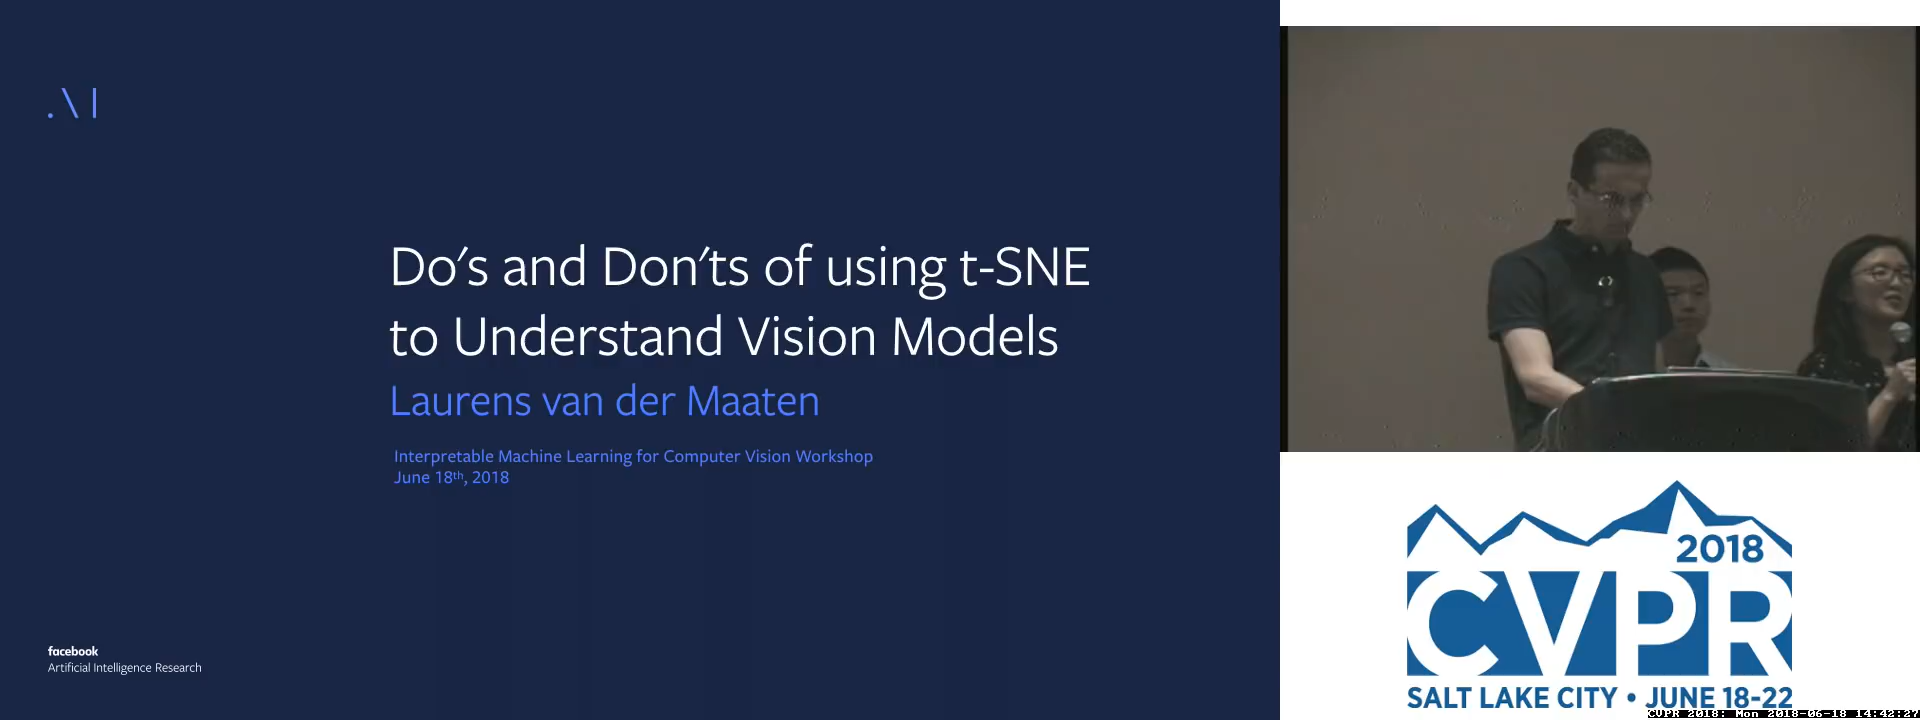 .\ |
Do's and Don'ts of using t-SNE
to Understand Vision Models
Laurens van der Maaten
Interpretable Machine Learning for Computer Vision Workshop
June 18th, 2018
facebook
Artificial Intelligence Research
2018
CVPR
SALT LAKE CITY • JUNE 18-22
CVPR 2018: Mon 2018-06-18 14:42:27